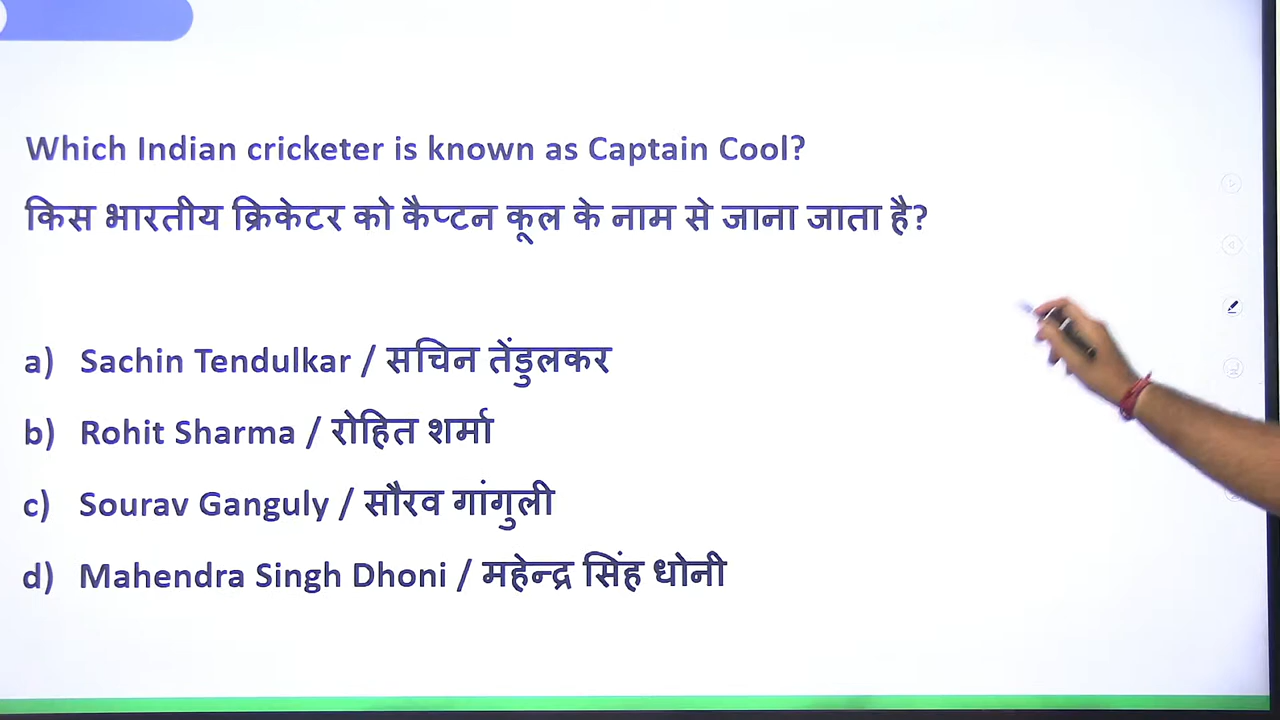 Which Indian cricketer is known as Captain Cool?
किस भारतीय क्रिकेटर को कैप्टन कूल के नाम से जाना जाता है?
a) Sachin Tendulkar / सचिन तेंडुलकर
b) Rohit Sharma / रोहित शर्मा
c) Sourav Ganguly / सौरव गांगुली
d) Mahendra Singh Dhoni / महेन्द्र सिंह धोनी